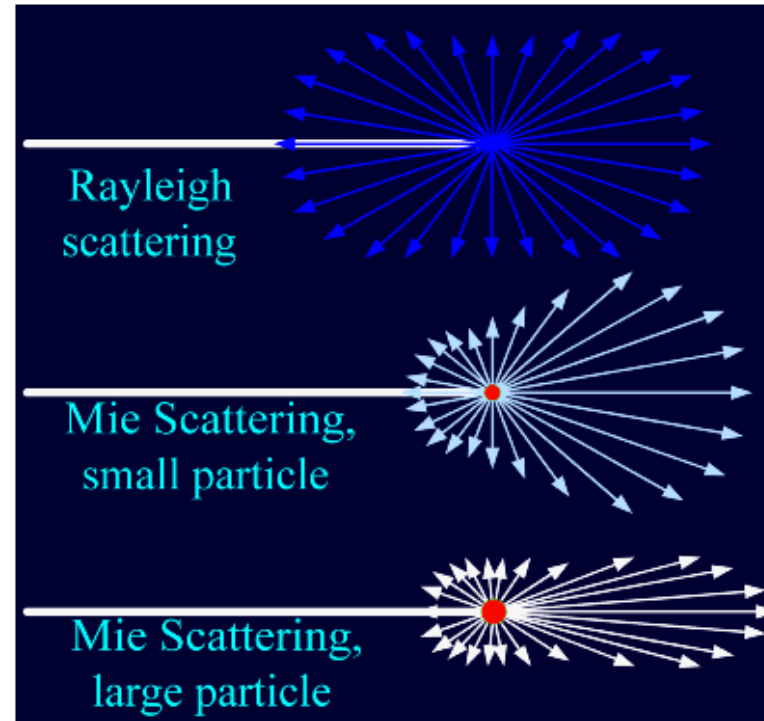 Rayleigh
scattering
Mie Scattering,
small particle
Mie Scattering,
large particle